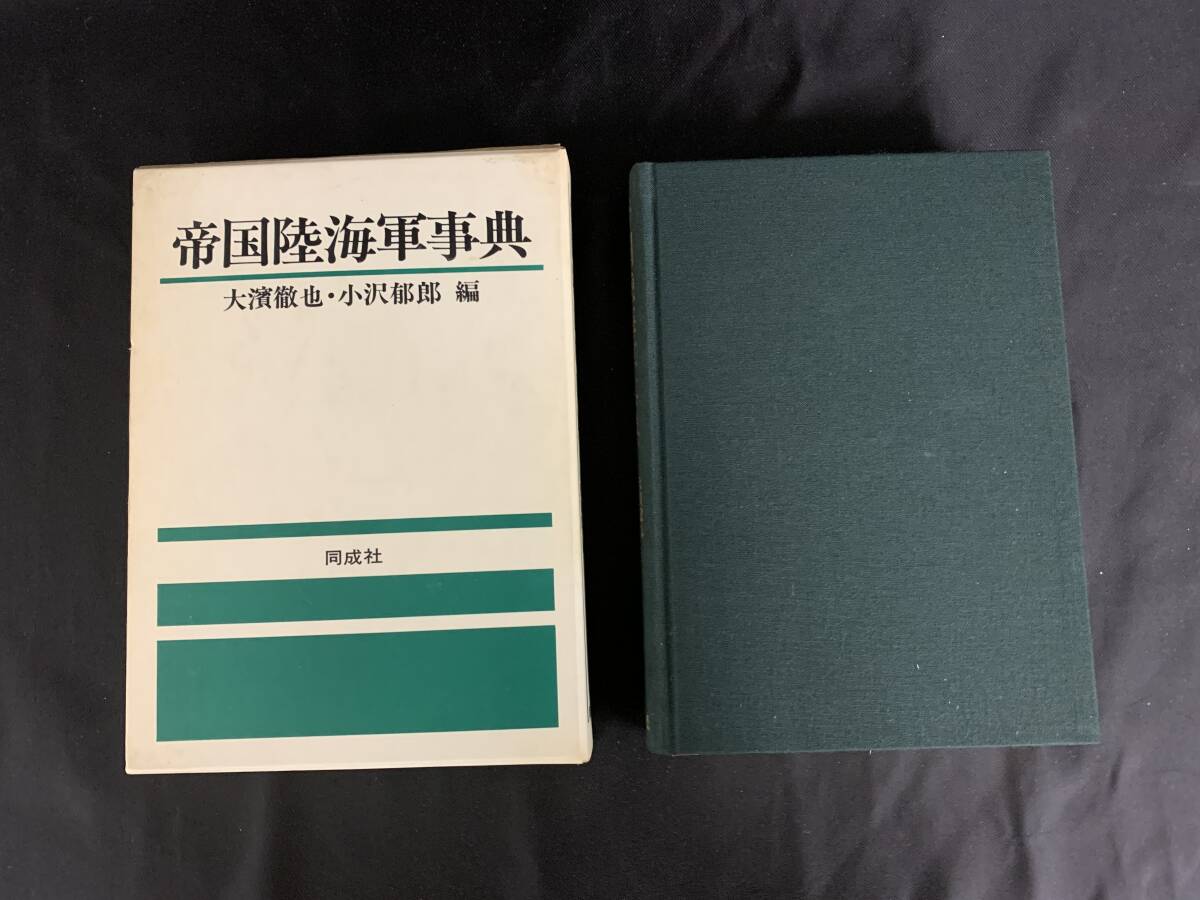 帝国陸海軍事典
大濱徹也・小沢郁郎 編
同成社